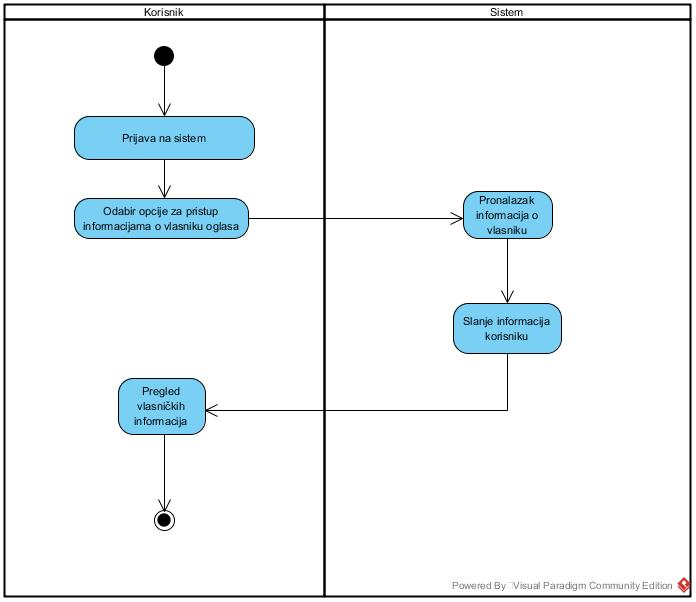 Korisnik
Sistem
Prijava na sistem
Odabir opcije za pristup
informacijama o vlasniku oglasa
Pronalazak
informacija o
vlasniku
Slanje informacija
korisniku
Pregled
vlasničkih
informacija
Powered By Visual Paradigm Community Edition